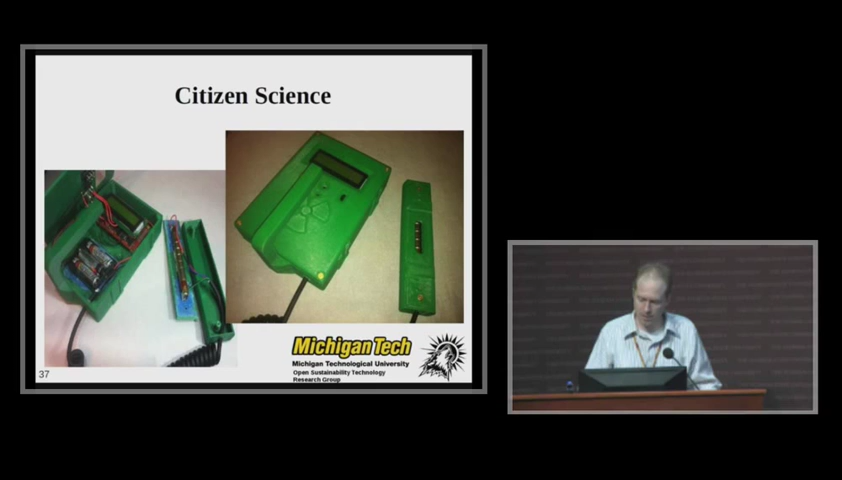 Citizen Science
Michigan Tech
Michigan Technological University
Open Sustainability Technology
Research Group
37